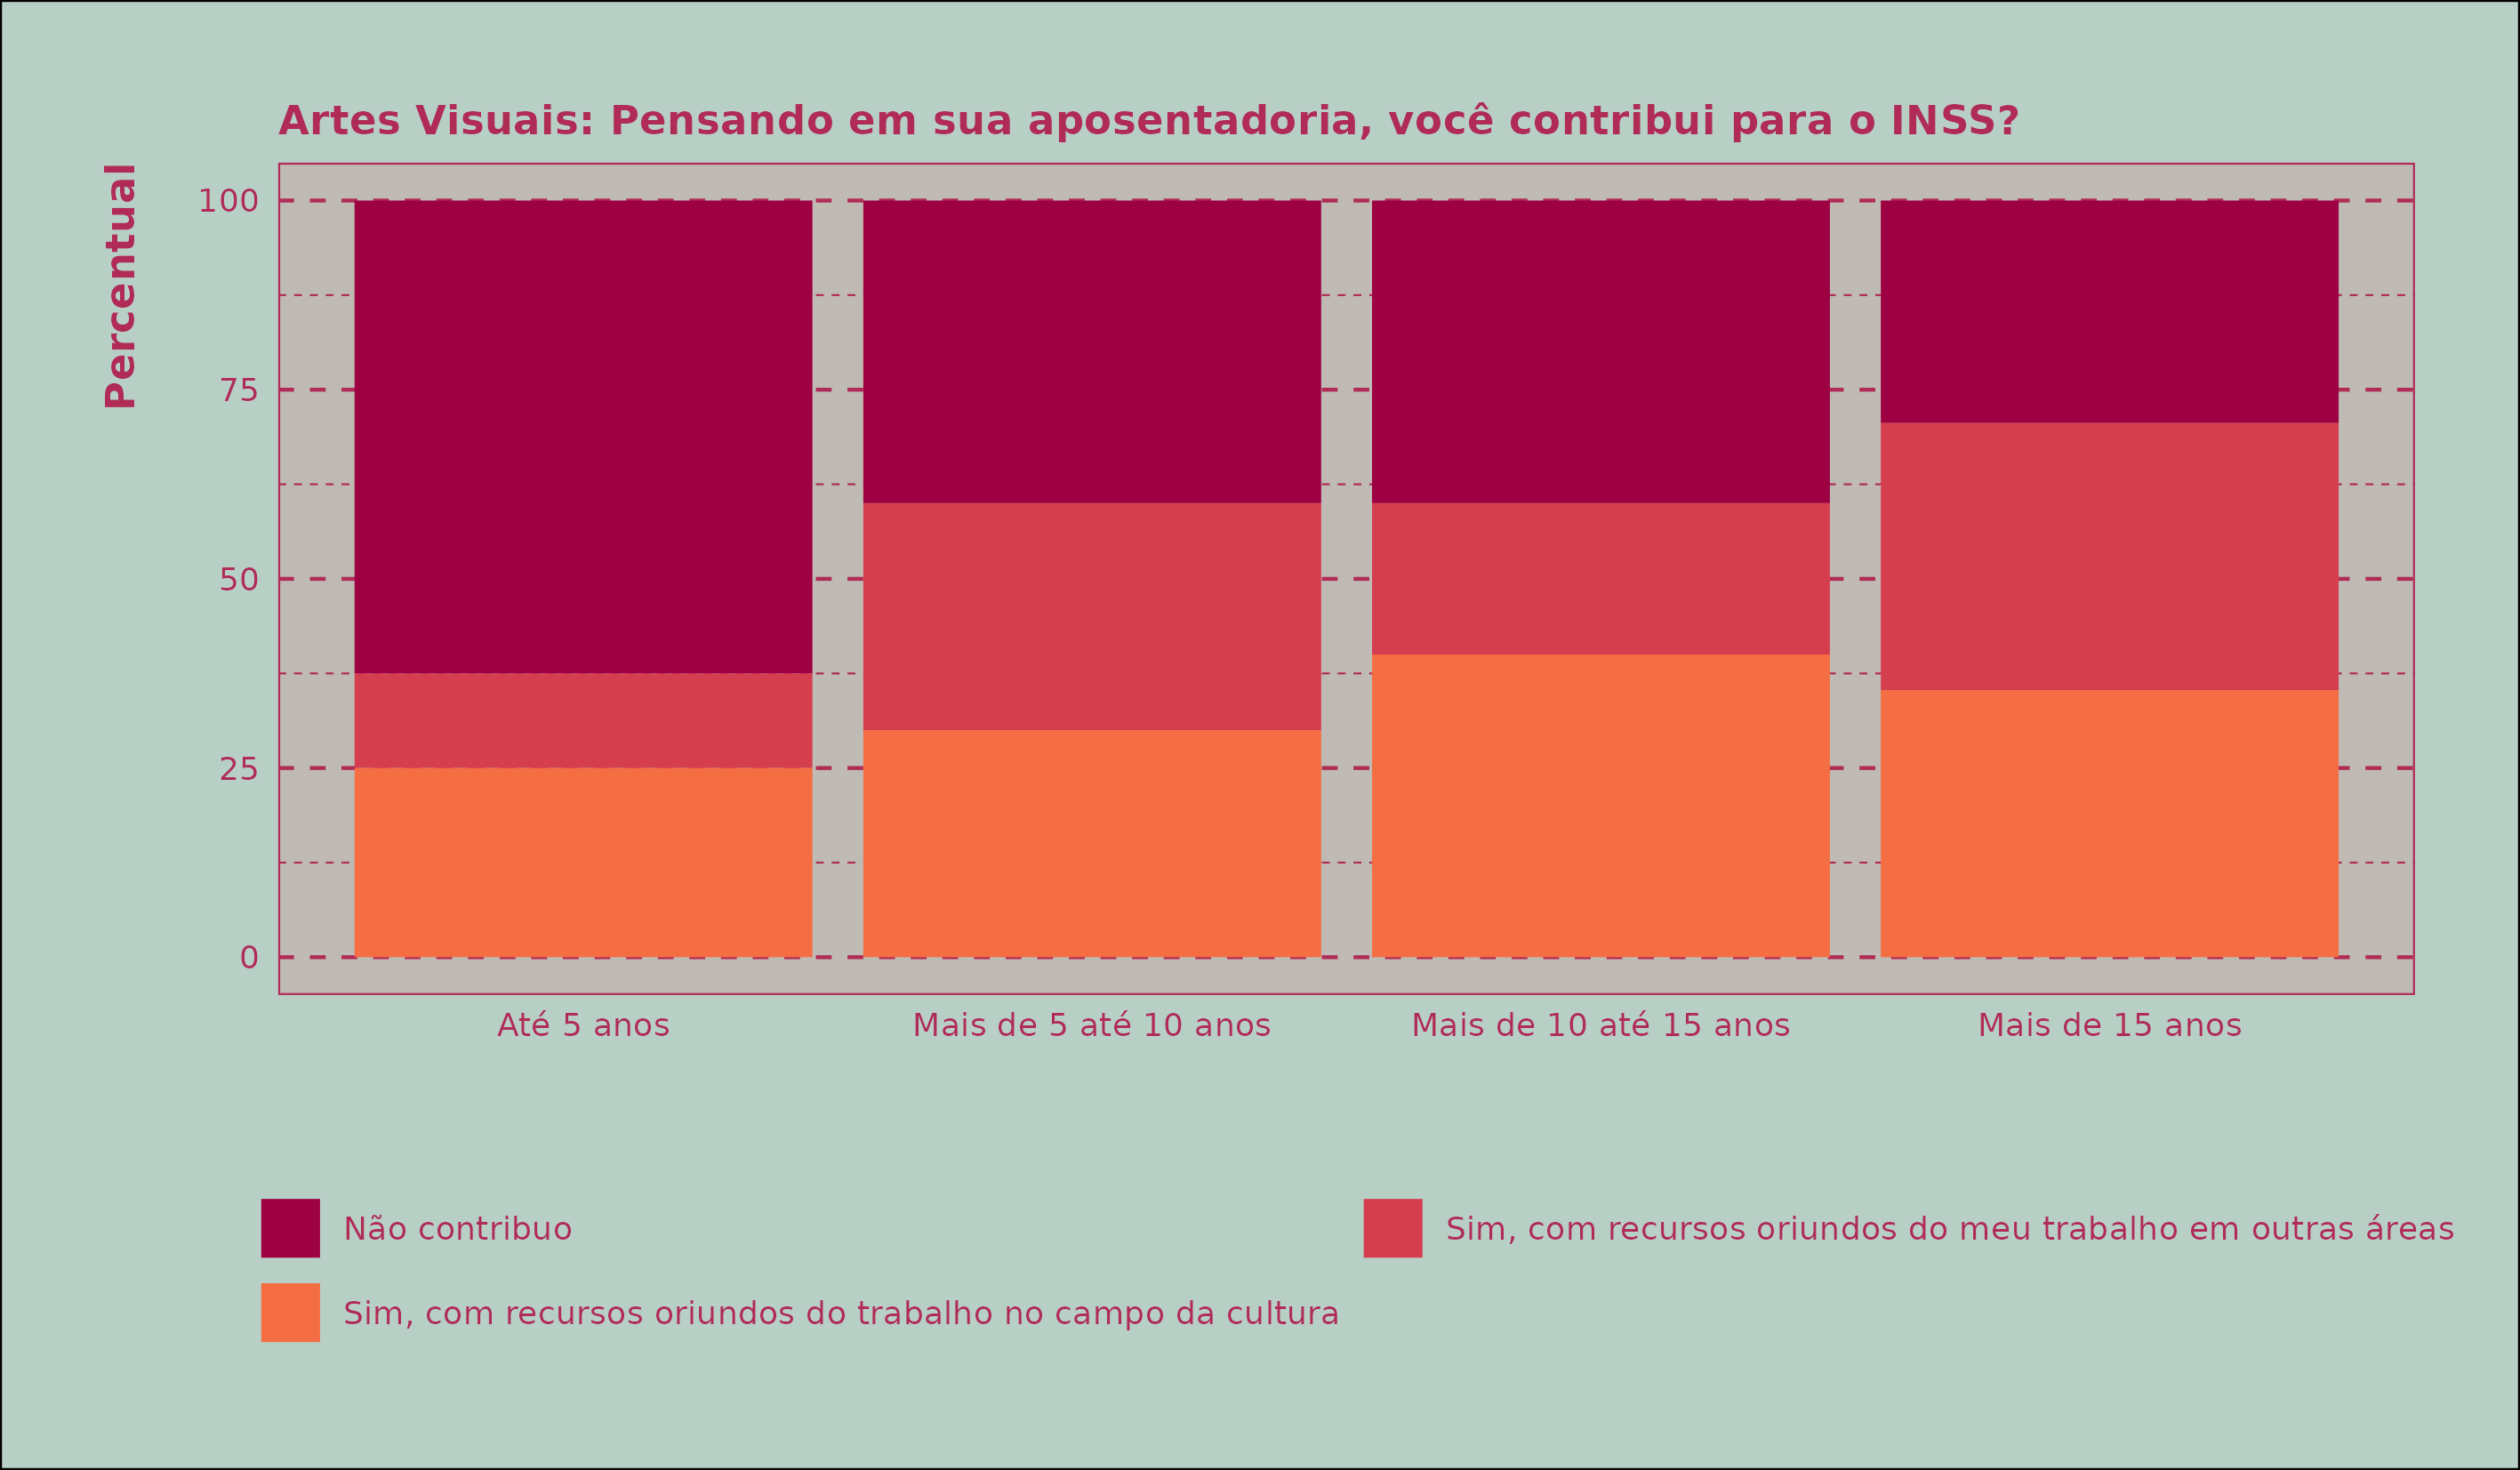 Artes Visuais: Pensando em sua aposentadoria, você contribui para o INSS?
Percentual
100
75
50
25
0
Até 5 anos
Mais de 5 até 10 anos
Mais de 10 até 15 anos
Mais de 15 anos
Não contribuo
Sim, com recursos oriundos do meu trabalho em outras áreas
Sim, com recursos oriundos do trabalho no campo da cultura